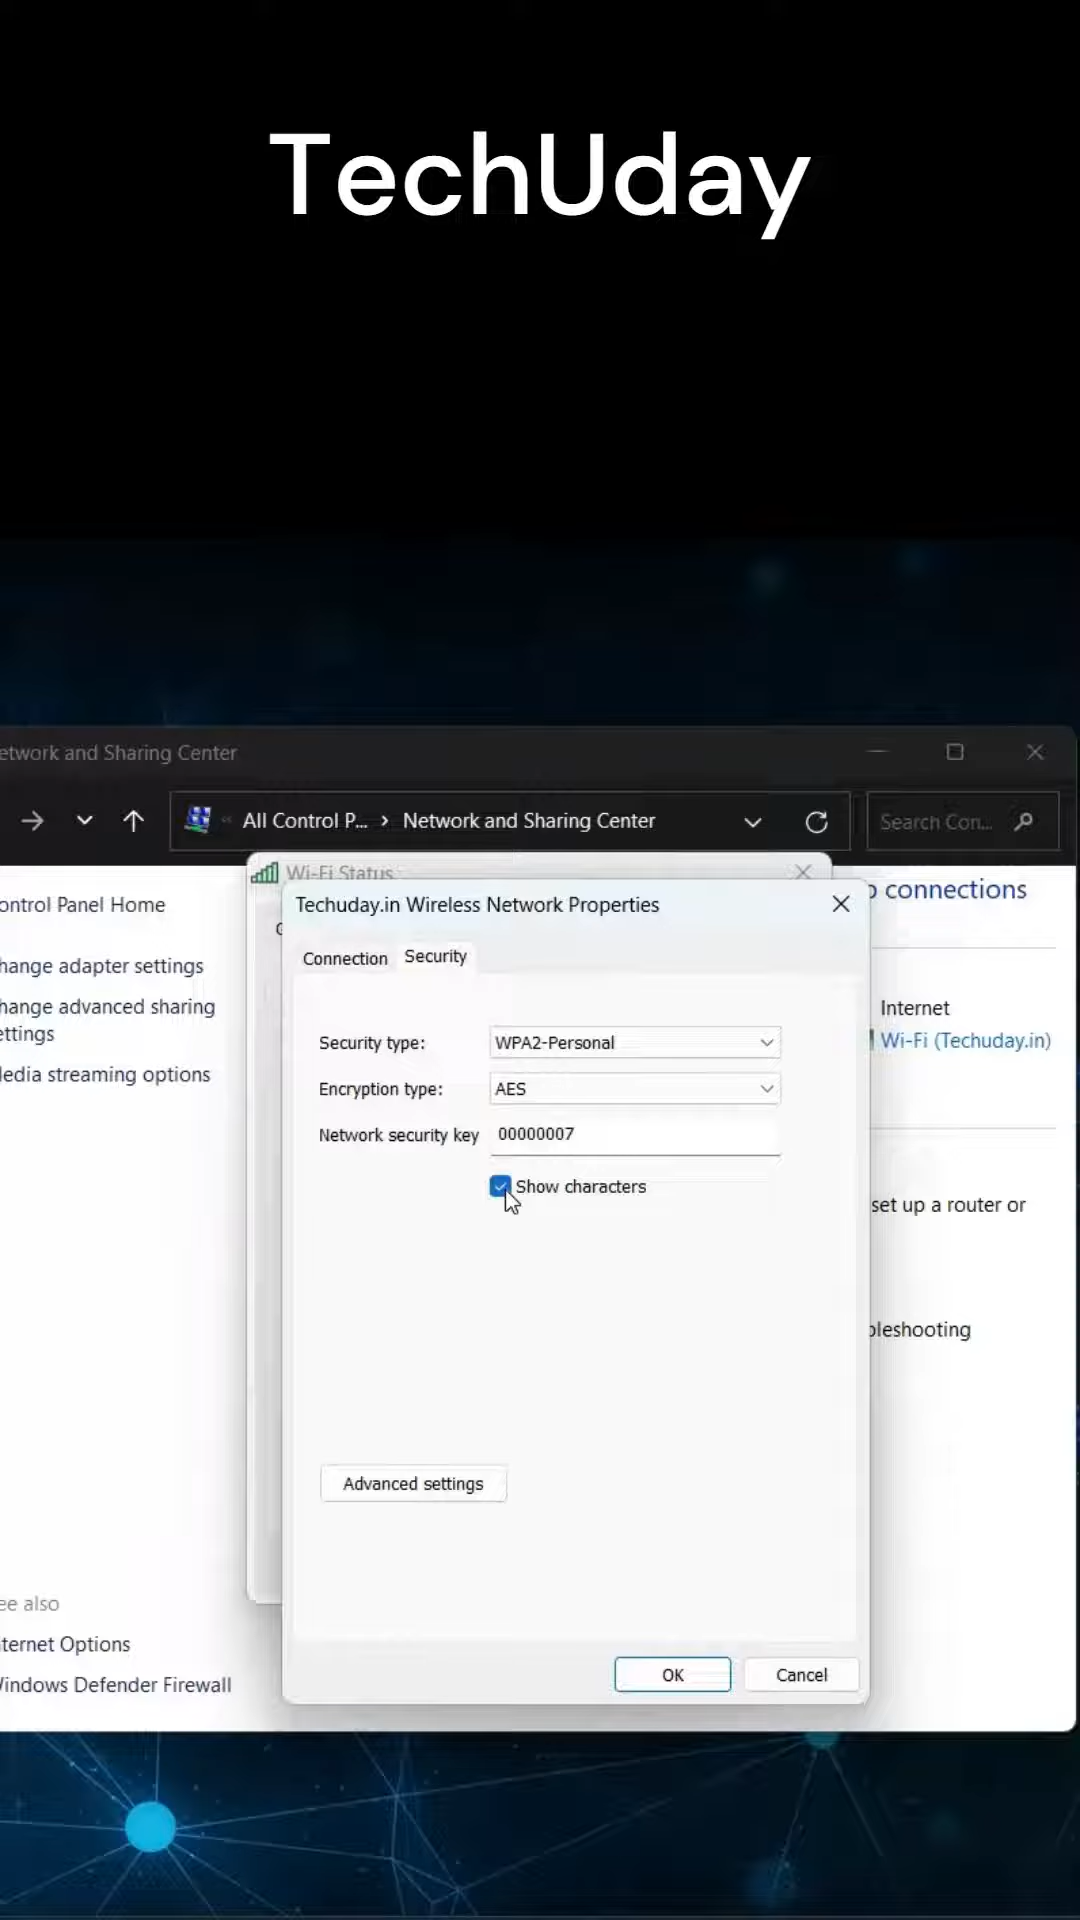 TechUday
etwork and Sharing Center
All Control P... › Network and Sharing Center
Search Con...
Wi-Fi Status
Techuday.in Wireless Network Properties
connections
ontrol Panel Home
Connection
Security
hange adapter settings
hange advanced sharing
ettings
Internet
Wi-Fi (Techuday.in)
Security type:
WPA2-Personal
edia streaming options
Encryption type:
AES
Network security key
00000007
Show characters
set up a router or
bleshooting
Advanced settings
ee also
ternet Options
indows Defender Firewall
OK
Cancel